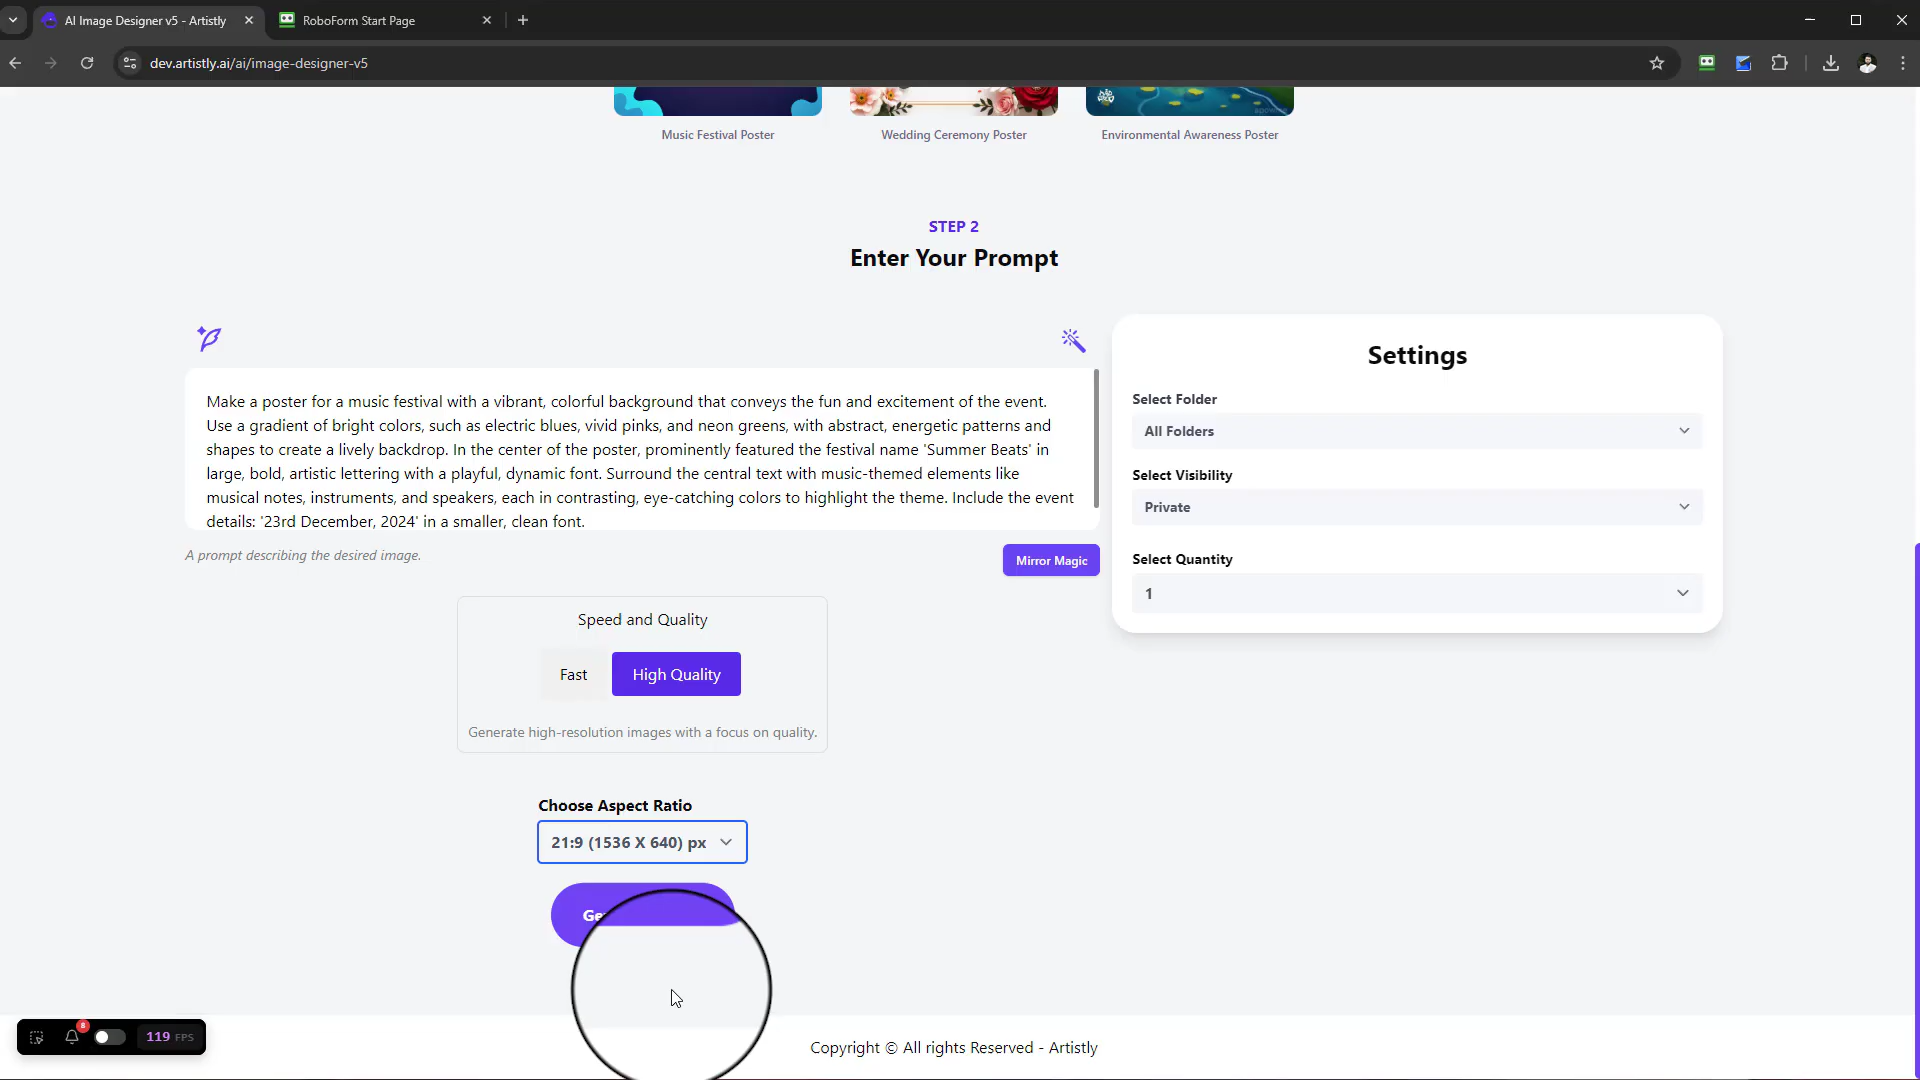 AI Image Designer v5 - Artistly
RoboForm Start Page
dev.artistly.ai/ai/image-designer-v5
Music Festival Poster
Wedding Ceremony Poster
Environmental Awareness Poster
STEP 2
Enter Your Prompt
Make a poster for a music festival with a vibrant, colorful background that conveys the fun and excitement of the event.
Use a gradient of bright colors, such as electric blues, vivid pinks, and neon greens, with abstract, energetic patterns and
shapes to create a lively backdrop. In the center of the poster, prominently featured the festival name 'Summer Beats' in
large, bold, artistic lettering with a playful, dynamic font. Surround the central text with music-themed elements like
musical notes, instruments, and speakers, each in contrasting, eye-catching colors to highlight the theme. Include the event
details: '23rd December, 2024' in a smaller, clean font.
A prompt describing the desired image.
Mirror Magic
Settings
Select Folder
All Folders
Select Visibility
Private
Select Quantity
1
Speed and Quality
Fast
High Quality
Generate high-resolution images with a focus on quality.
Choose Aspect Ratio
21:9 (1536 X 640) px
Ge
8
119 FPS
Copyright © All rights Reserved - Artistly